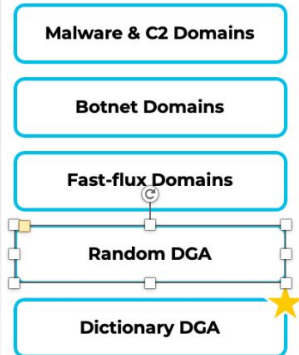 Malware & C2 Domains
Botnet Domains
Fast-flux Domains
Random DGA
Dictionary DGA